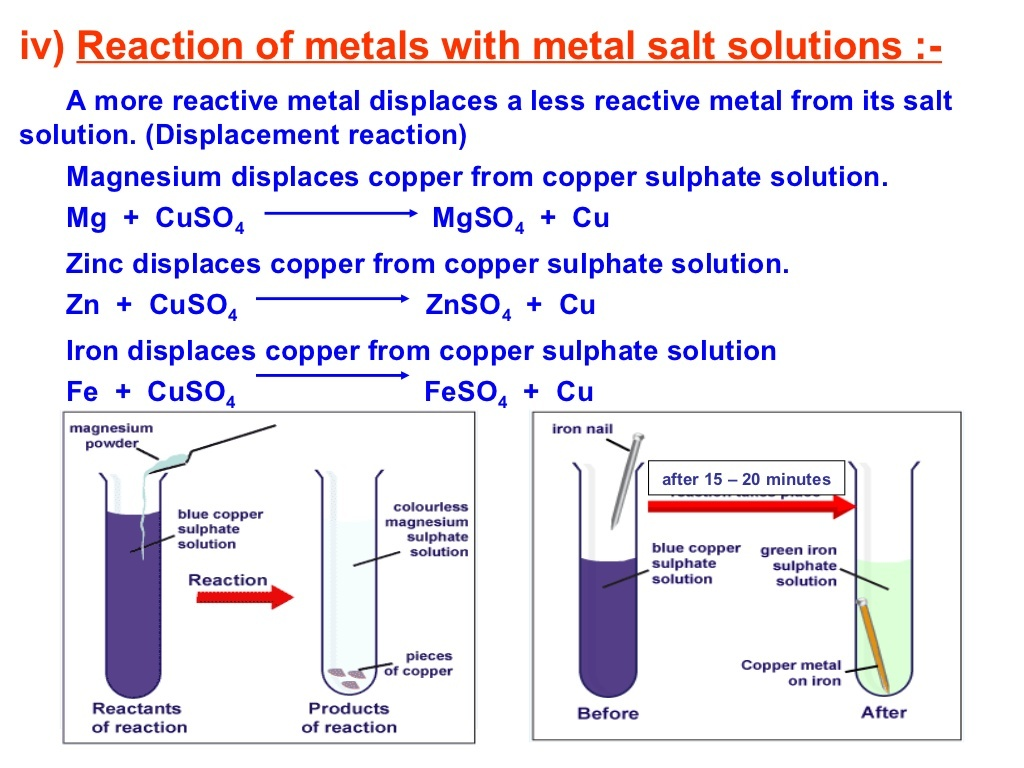 iv) Reaction of metals with metal salt solutions :-
A more reactive metal displaces a less reactive metal from its salt
solution. (Displacement reaction)
Magnesium displaces copper from copper sulphate solution.
Mg + CuSO₄ ⟶ MgSO₄ + Cu
Zinc displaces copper from copper sulphate solution.
Zn + CuSO₄ ⟶ ZnSO₄ + Cu
Iron displaces copper from copper sulphate solution
Fe + CuSO₄ ⟶ FeSO₄ + Cu
magnesium
powder
blue copper
sulphate
solution
Reaction
colourless
magnesium
sulphate
solution
pieces
of copper
Reactants
of reaction
Products
of reaction
iron nail
after 15 – 20 minutes
blue copper
sulphate
solution
green iron
sulphate
solution
Copper metal
on iron
Before
After